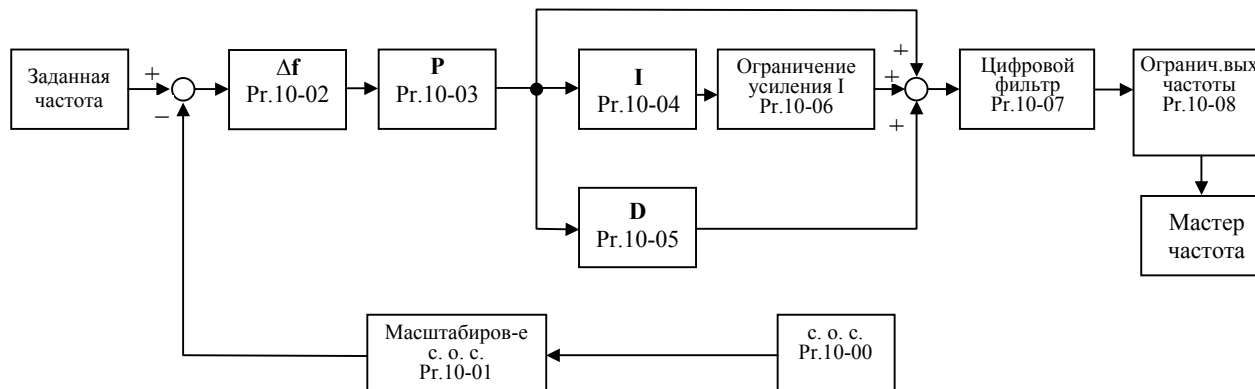 Заданная
частота
+
−
Δf
Pr.10-02
P
Pr.10-03
I
Pr.10-04
Ограничение
усиления I
Pr.10-06
+
+
+
Цифровой
фильтр
Pr.10-07
Огранич.вых
частоты
Pr.10-08
D
Pr.10-05
Мастер
частота
Масштабиров-е
с. о. с.
Pr.10-01
с. о. с.
Pr.10-00